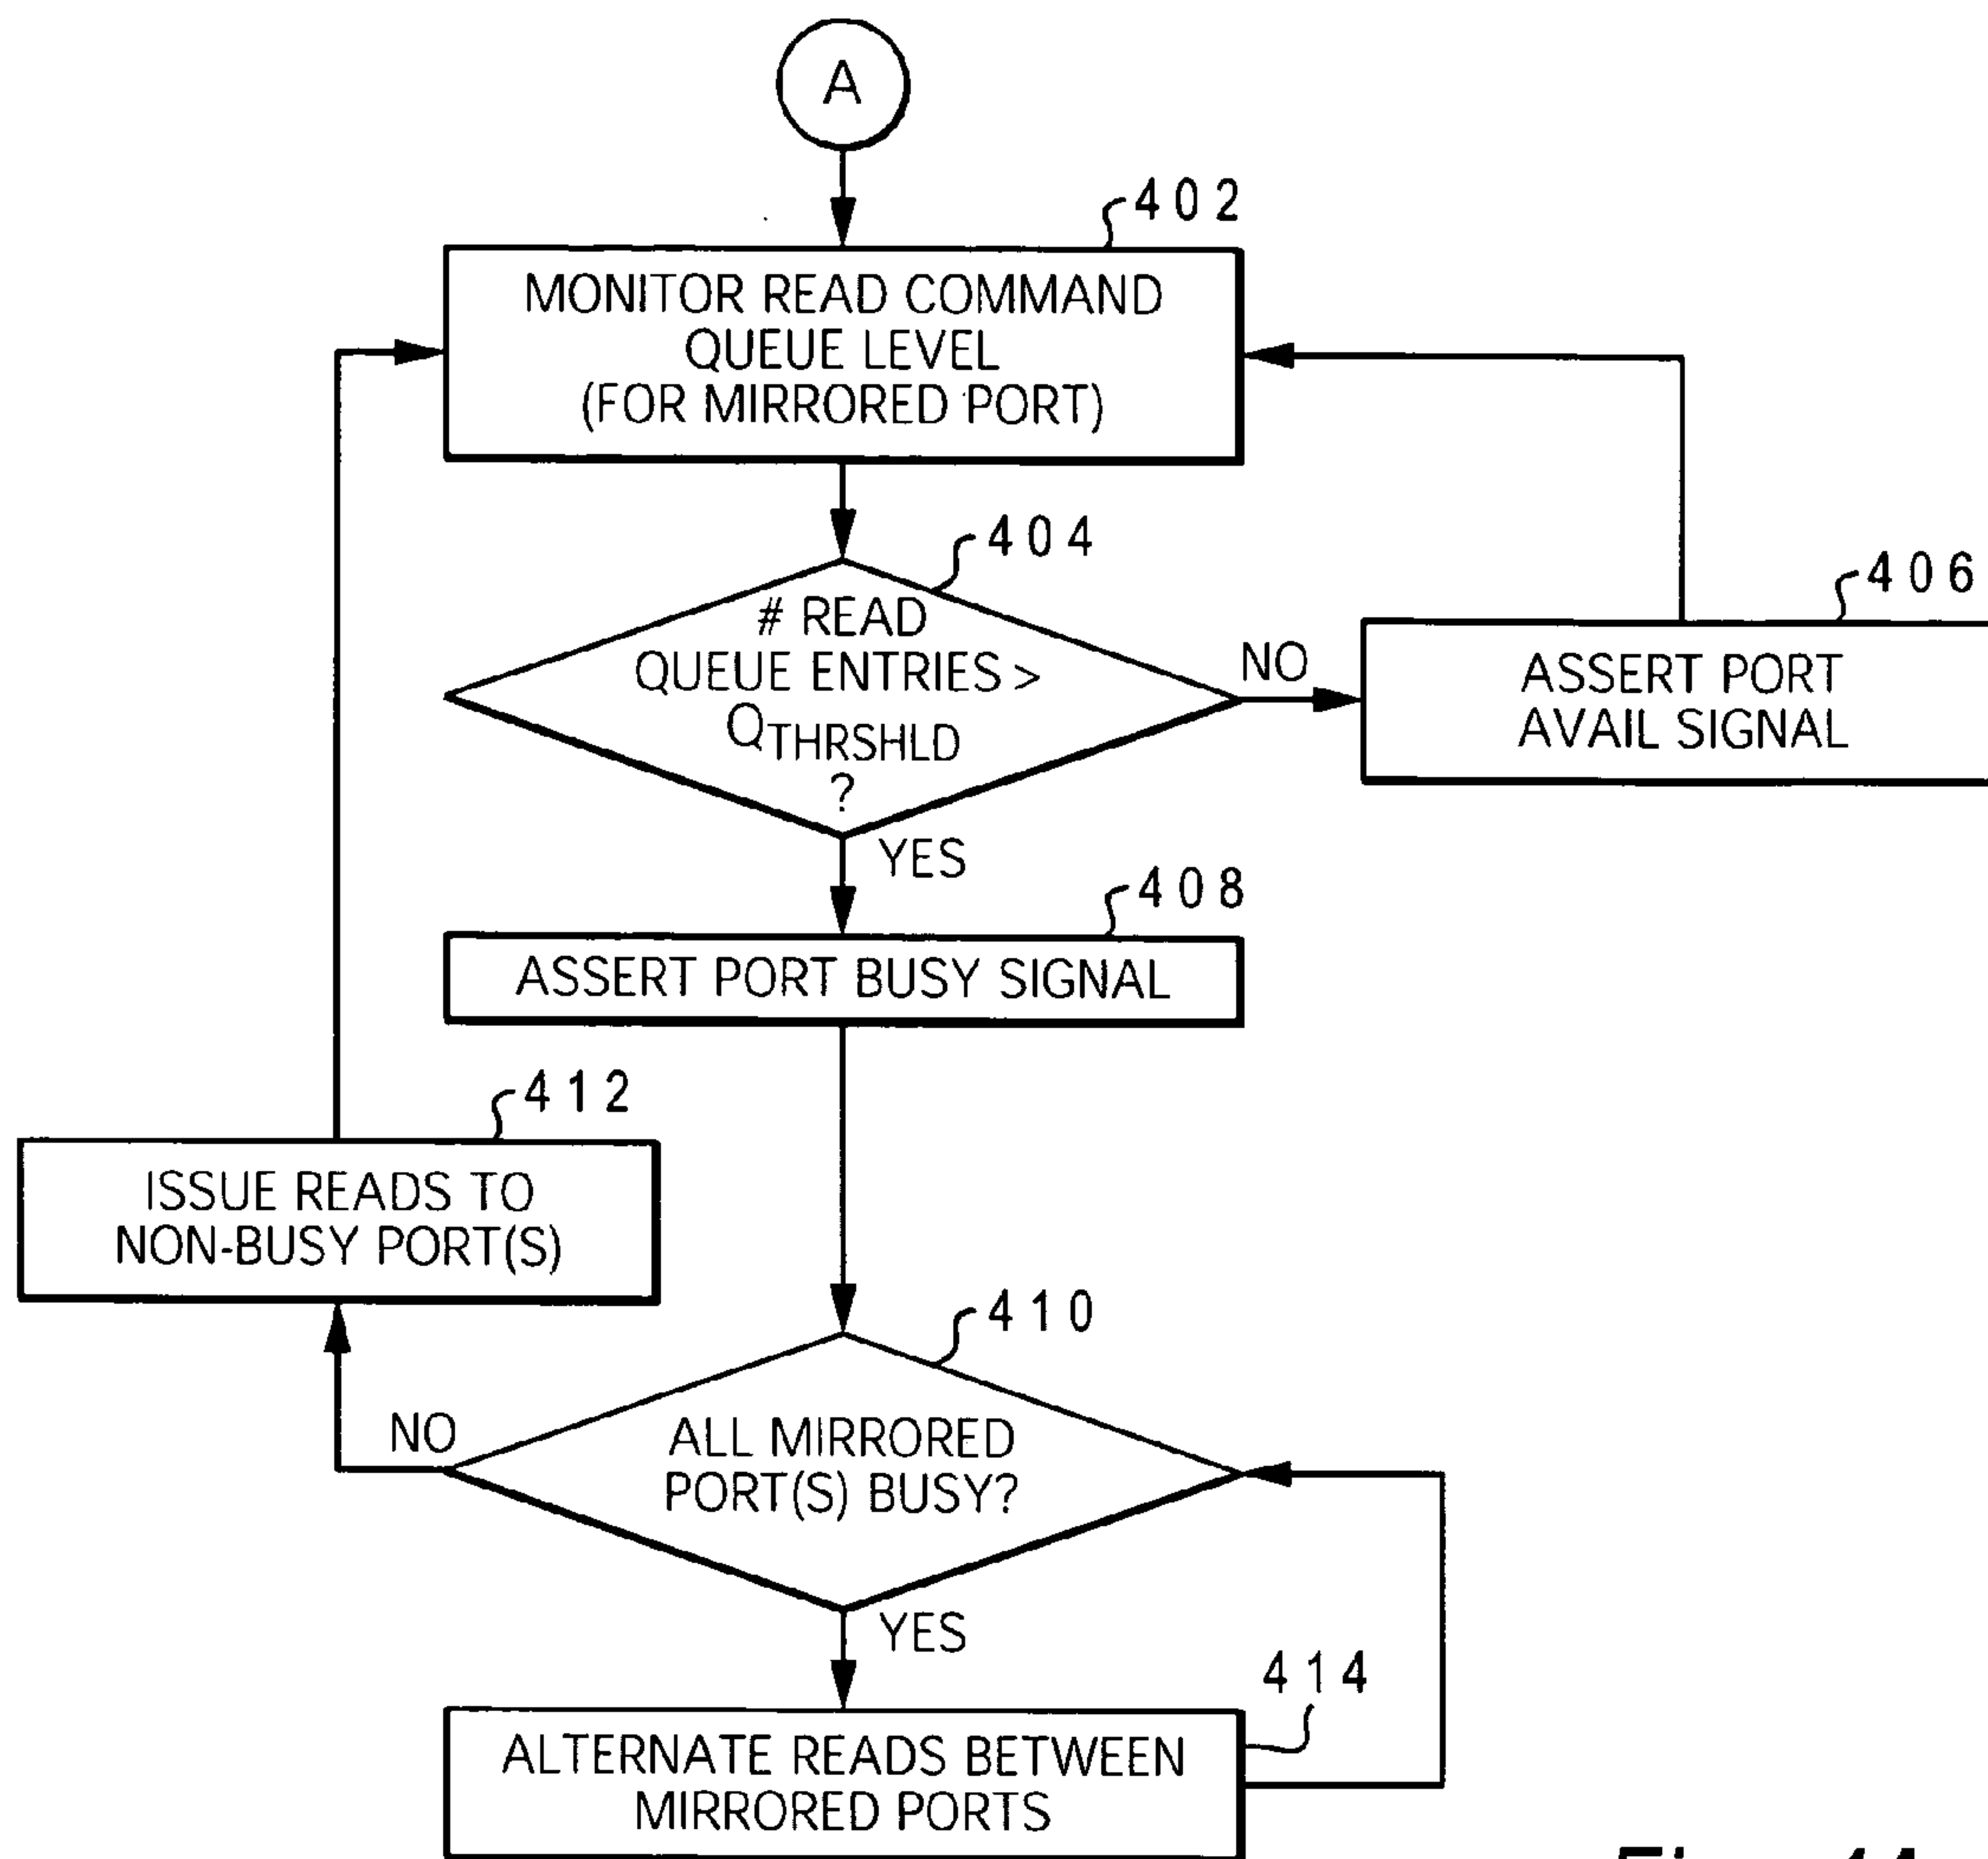 A
402
MONITOR READ COMMAND
QUEUE LEVEL
(FOR MIRRORED PORT)
404
# READ
QUEUE ENTRIES >
QTHRSHLD
?
NO
406
ASSERT PORT
AVAIL SIGNAL
YES
408
ASSERT PORT BUSY SIGNAL
412
ISSUE READS TO
NON-BUSY PORT(S)
410
NO
ALL MIRRORED
PORT(S) BUSY?
YES
414
ALTERNATE READS BETWEEN
MIRRORED PORTS